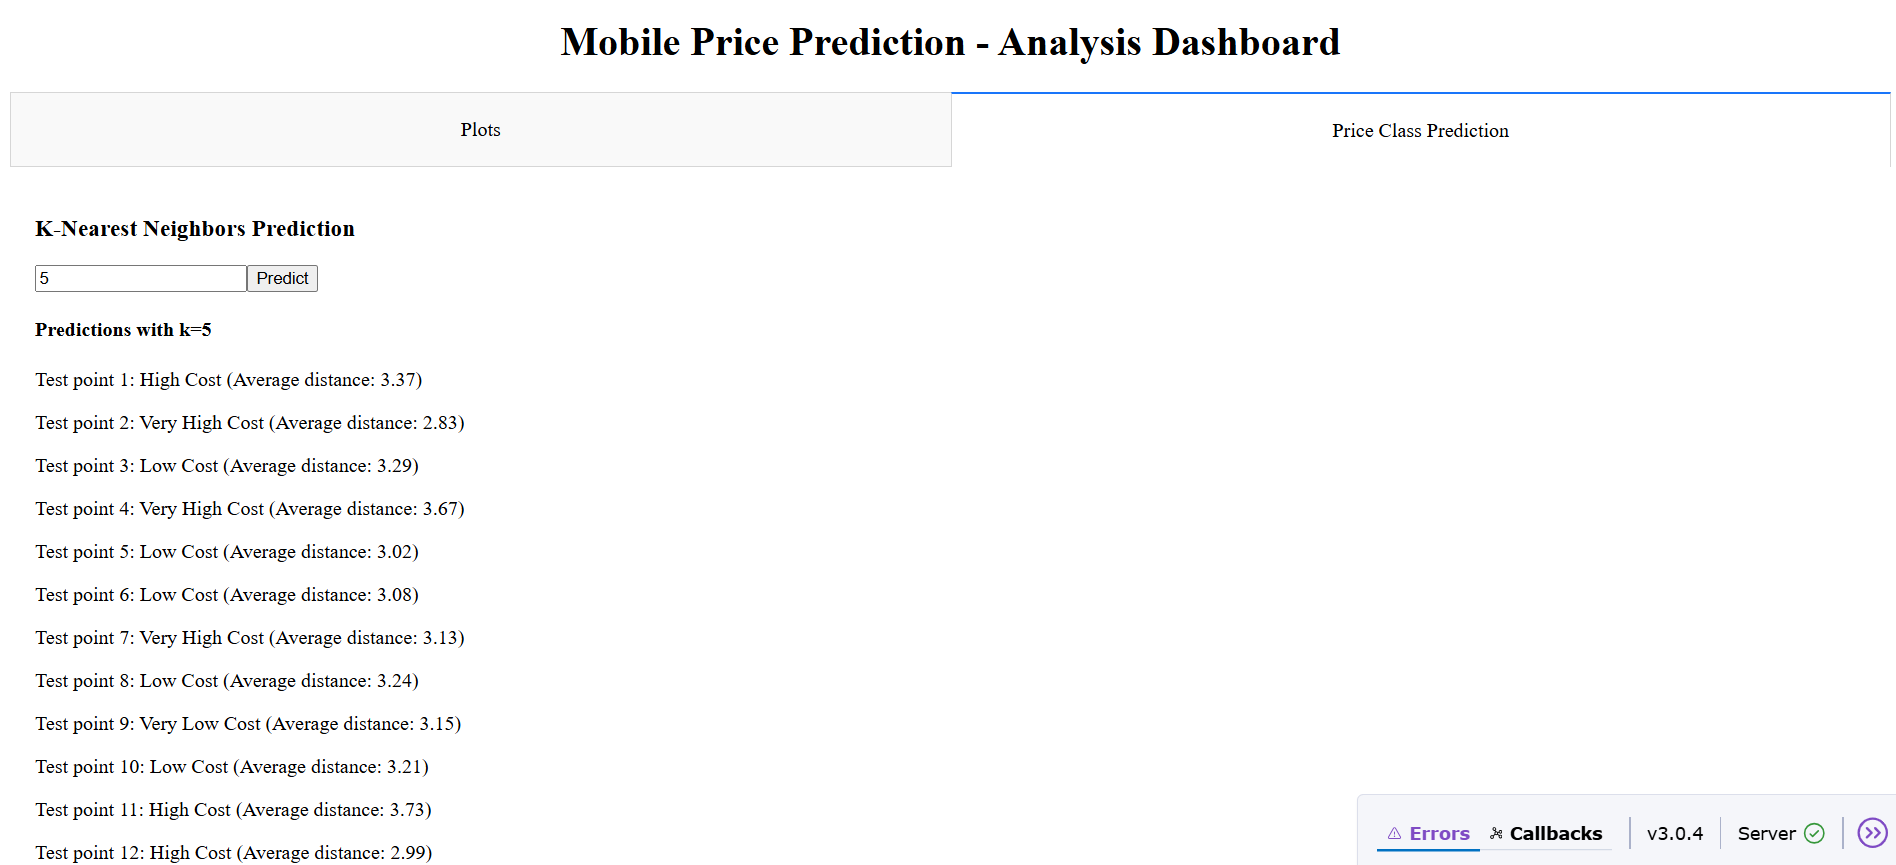 Mobile Price Prediction - Analysis Dashboard
Plots
Price Class Prediction
K-Nearest Neighbors Prediction
5
Predict
Predictions with k=5
Test point 1: High Cost (Average distance: 3.37)
Test point 2: Very High Cost (Average distance: 2.83)
Test point 3: Low Cost (Average distance: 3.29)
Test point 4: Very High Cost (Average distance: 3.67)
Test point 5: Low Cost (Average distance: 3.02)
Test point 6: Low Cost (Average distance: 3.08)
Test point 7: Very High Cost (Average distance: 3.13)
Test point 8: Low Cost (Average distance: 3.24)
Test point 9: Very Low Cost (Average distance: 3.15)
Test point 10: Low Cost (Average distance: 3.21)
Test point 11: High Cost (Average distance: 3.73)
Test point 12: High Cost (Average distance: 2.99)
Errors Callbacks v3.0.4 Server